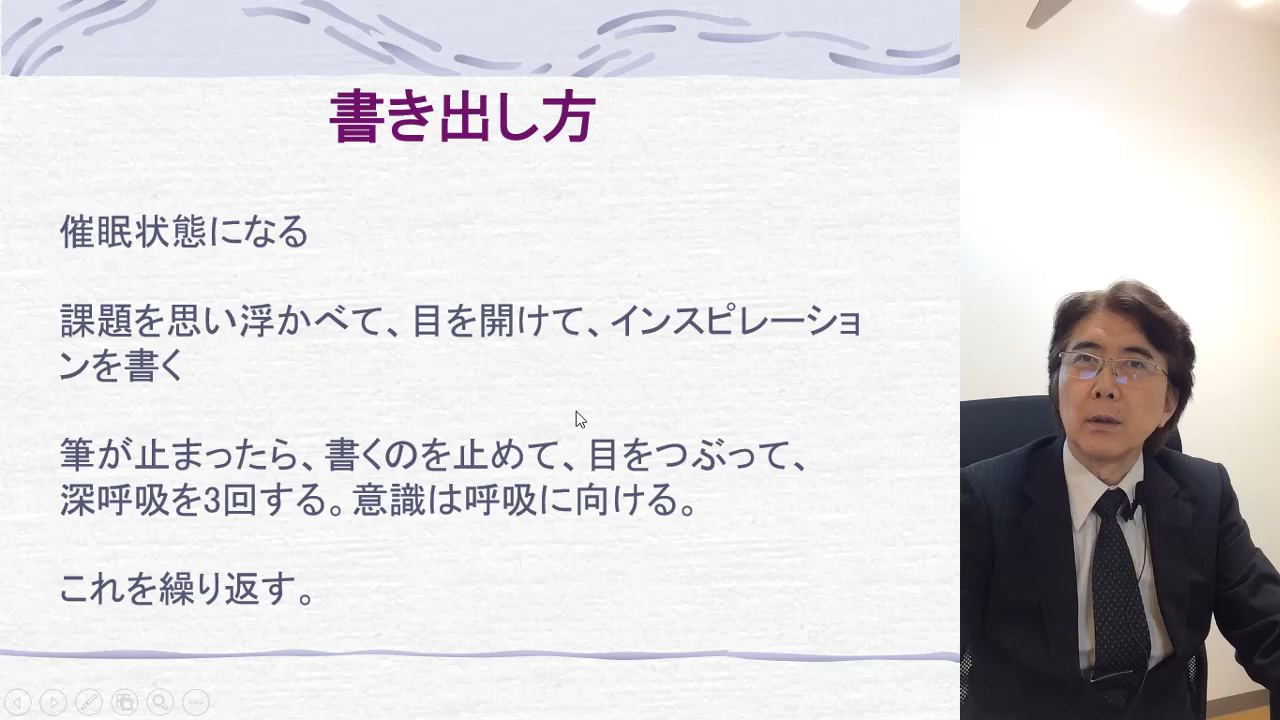 書き出し方
催眠状態になる
課題を思い浮かべて、目を開けて、インスピレーショ
ンを書く
筆が止まったら、書くのを止めて、目をつぶって、
深呼吸を3回する。意識は呼吸に向ける。
これを繰り返す。